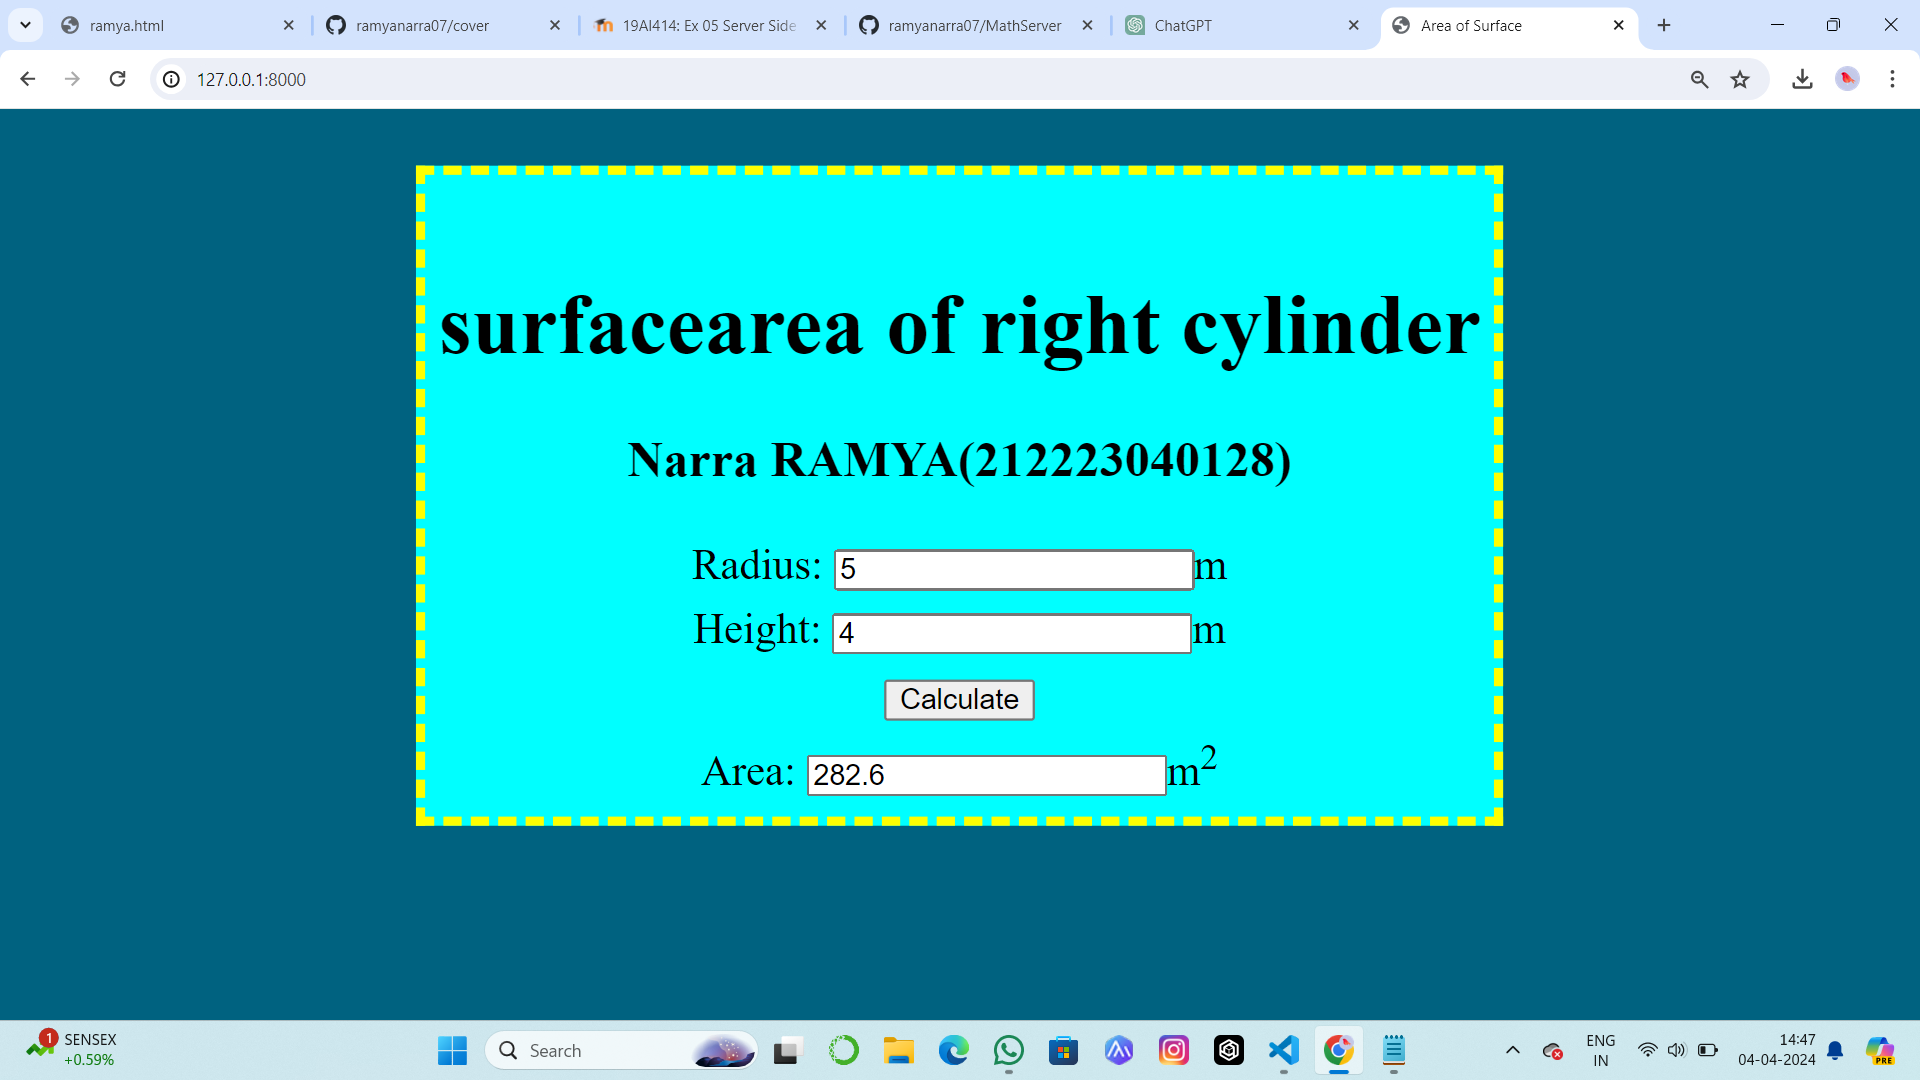 ramya.html
ramyanarra07/cover
19AI414: Ex 05 Server Side
ramyanarra07/MathServer
ChatGPT
Area of Surface
127.0.0.1:8000
surfacearea of right cylinder
Narra RAMYA(212223040128)
Radius: 5 m
Height: 4 m
Calculate
Area: 282.6 m²
1
SENSEX
+0.59%
Search
PRE
ENG
IN
14:47
04-04-2024